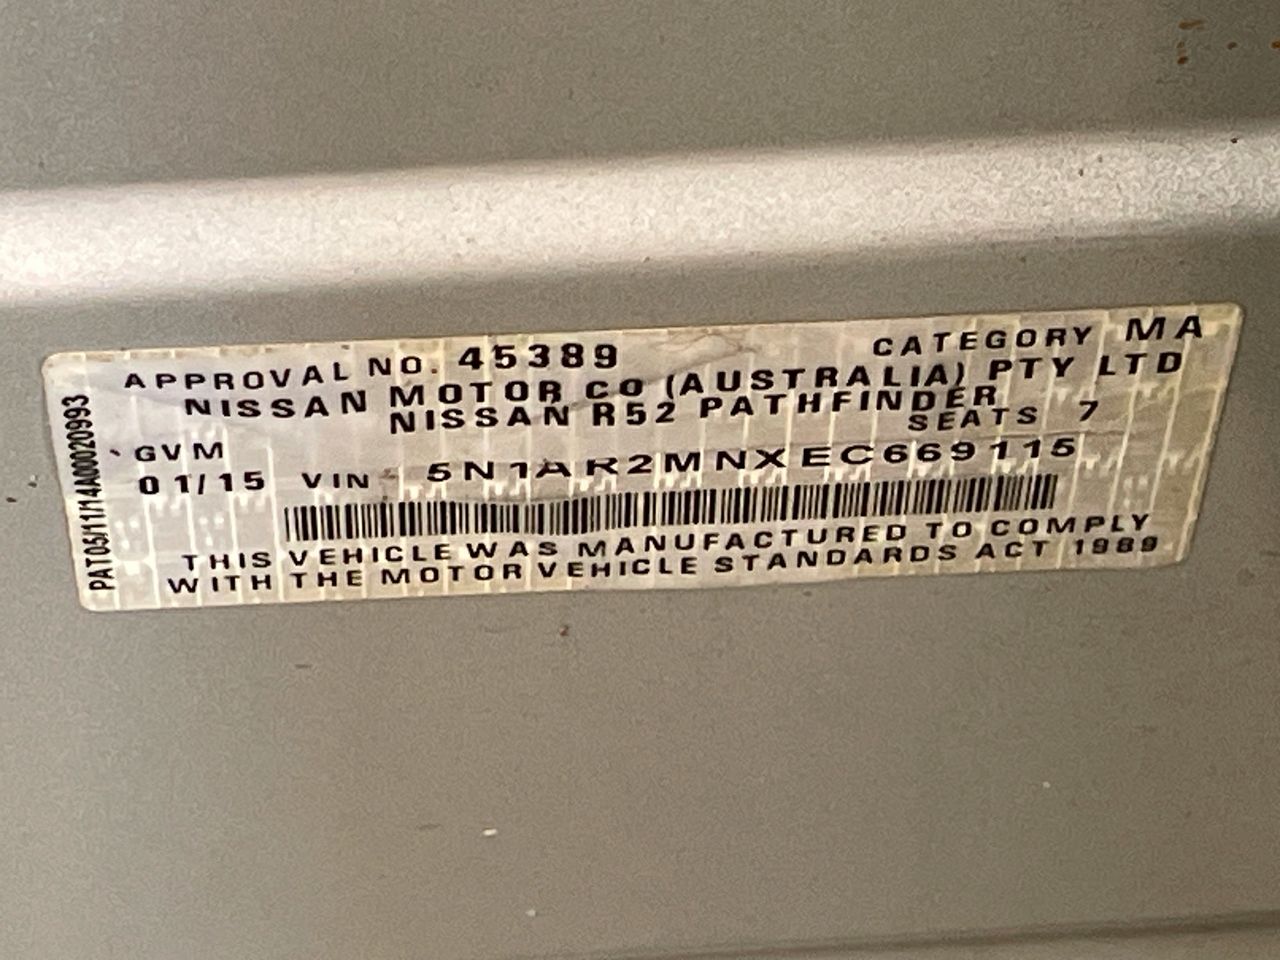 APPROVAL NO. 45389 CATEGORY MA
NISSAN MOTOR CO (AUSTRALIA) PTY LTD
NISSAN R52 PATHFINDER
SEATS 7
GVM
01/15 VIN 5N1AR2MNXEC669115
THIS VEHICLE WAS MANUFACTURED TO COMPLY
WITH THE MOTOR VEHICLE STANDARDS ACT 1989
PAT05/11/14A00020993